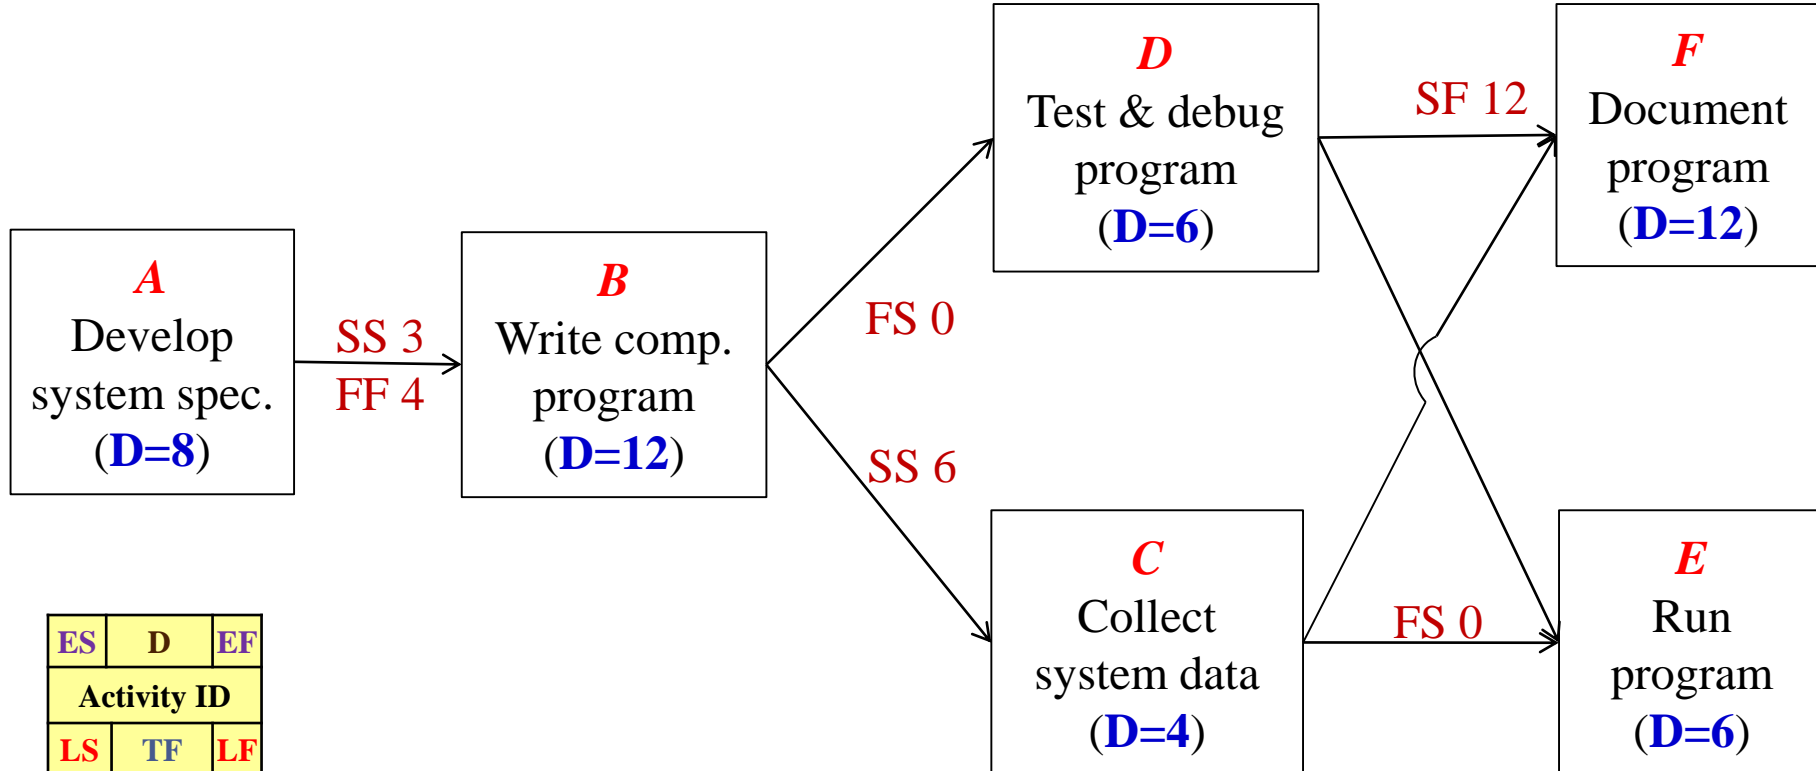 A
Develop
system spec.
(D=8)
SS 3
FF 4
B
Write comp.
program
(D=12)
FS 0
SS 6
D
Test & debug
program
(D=6)
SF 12
F
Document
program
(D=12)
C
Collect
system data
(D=4)
FS 0
E
Run
program
(D=6)
ES D EF
Activity ID
LS TF LF